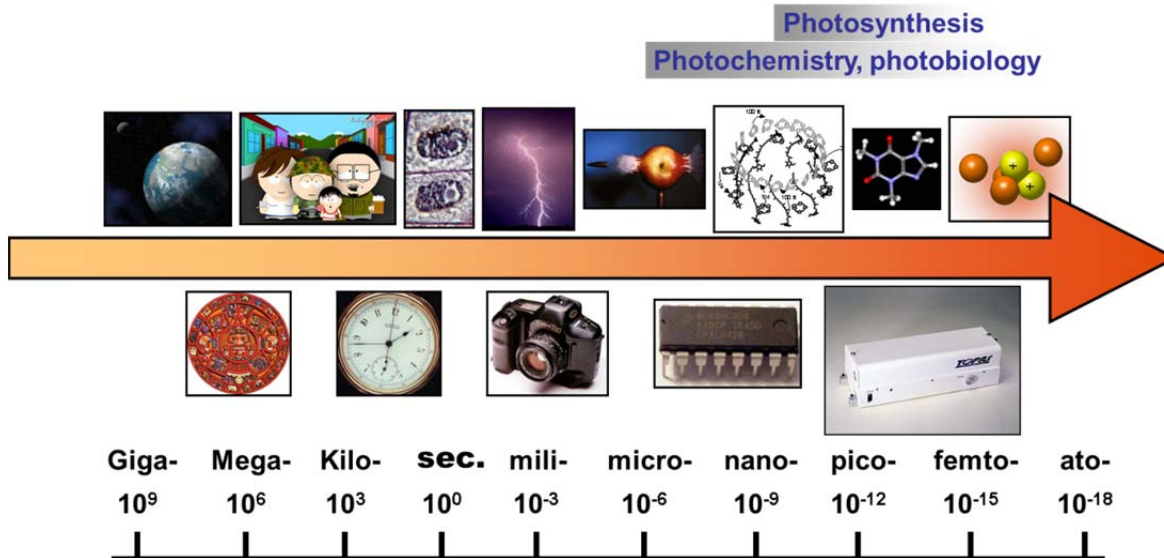 Photosynthesis
Photochemistry, photobiology
TOPAS
Giga- Mega- Kilo- sec. mili- micro- nano- pico- femto- ato-
10⁹ 10⁶ 10³ 10⁰ 10⁻³ 10⁻⁶ 10⁻⁹ 10⁻¹² 10⁻¹⁵ 10⁻¹⁸